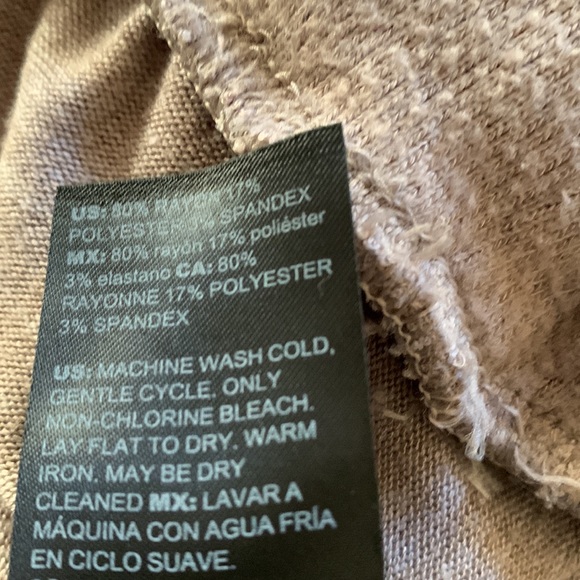 US: 80% RAYON 17%
POLYESTER 3% SPANDEX
MX: 80% rayón 17% poliéster
3% elastano CA: 80%
RAYONNE 17% POLYESTER
3% SPANDEX
US: MACHINE WASH COLD,
GENTLE CYCLE. ONLY
NON-CHLORINE BLEACH.
LAY FLAT TO DRY. WARM
IRON. MAY BE DRY
CLEANED MX: LAVAR A
MÁQUINA CON AGUA FRÍA
EN CICLO SUAVE.